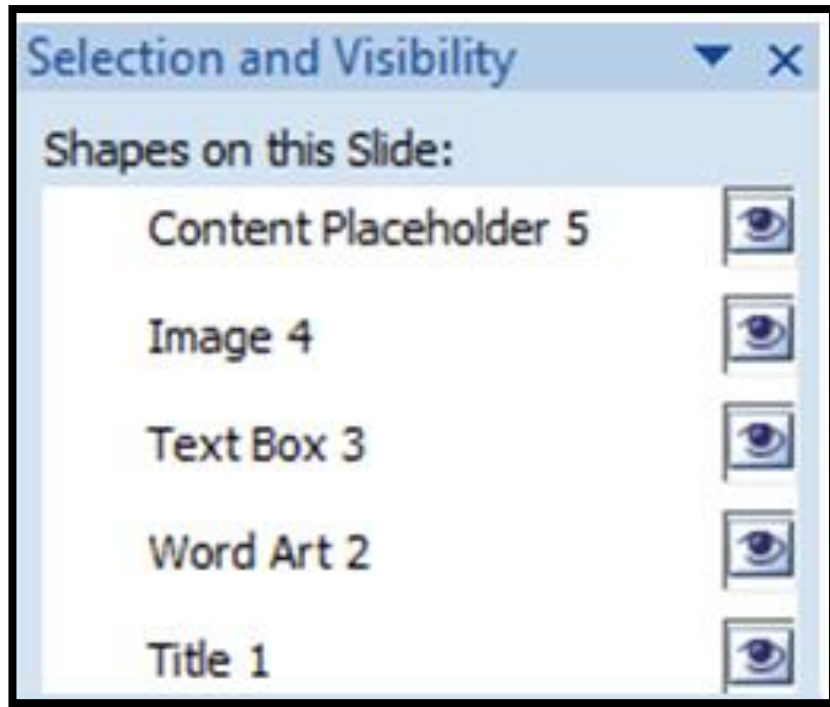 Selection and Visibility
Shapes on this Slide:
Content Placeholder 5
Image 4
Text Box 3
Word Art 2
Title 1